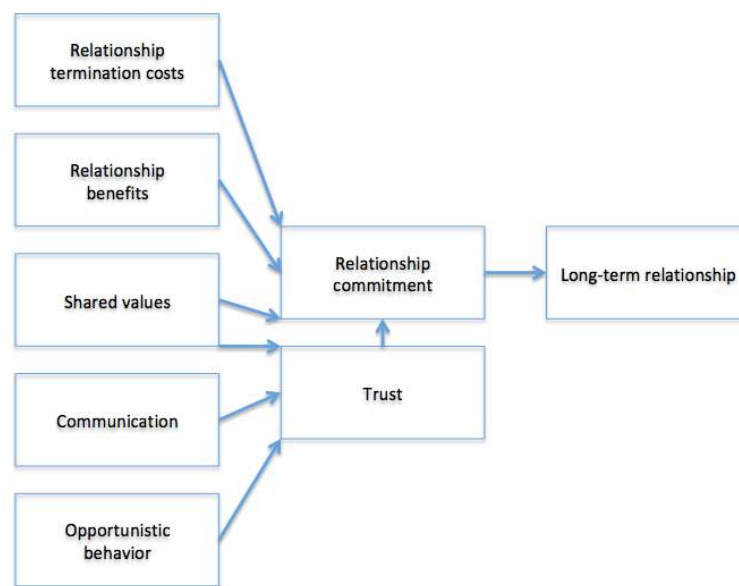 Relationship
termination costs
Relationship
benefits
Shared values
Communication
Opportunistic
behavior
Relationship
commitment
Trust
Long-term relationship